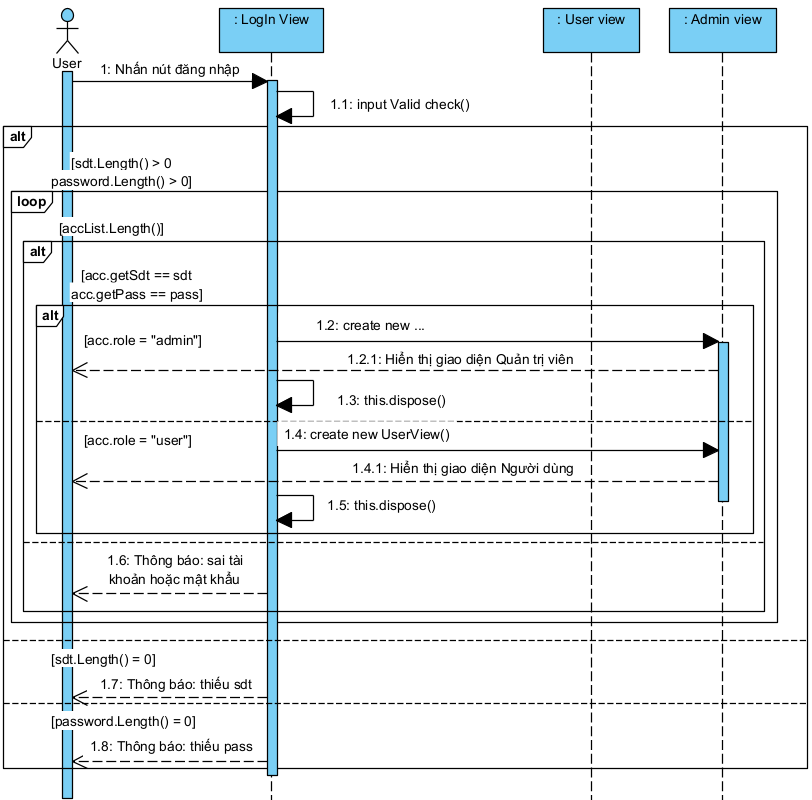 User
: LogIn View
: User view
: Admin view
1: Nhấn nút đăng nhập
1.1: input Valid check()
alt
[sdt.Length() > 0
password.Length() > 0]
loop
[accList.Length()]
alt
[acc.getSdt == sdt
acc.getPass == pass]
alt
[acc.role = "admin"]
1.2: create new ...
1.2.1: Hiển thị giao diện Quản trị viên
1.3: this.dispose()
[acc.role = "user"]
1.4: create new UserView()
1.4.1: Hiển thị giao diện Người dùng
1.5: this.dispose()
1.6: Thông báo: sai tài
khoản hoặc mật khẩu
[sdt.Length() = 0]
1.7: Thông báo: thiếu sdt
[password.Length() = 0]
1.8: Thông báo: thiếu pass